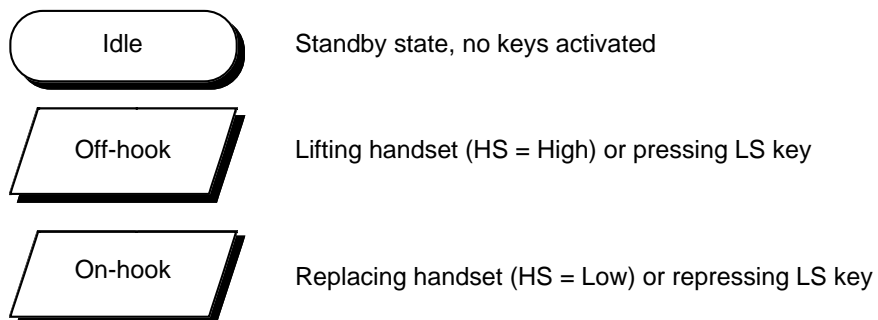 Idle Standby state, no keys activated
Off-hook Lifting handset (HS = High) or pressing LS key
On-hook Replacing handset (HS = Low) or repressing LS key